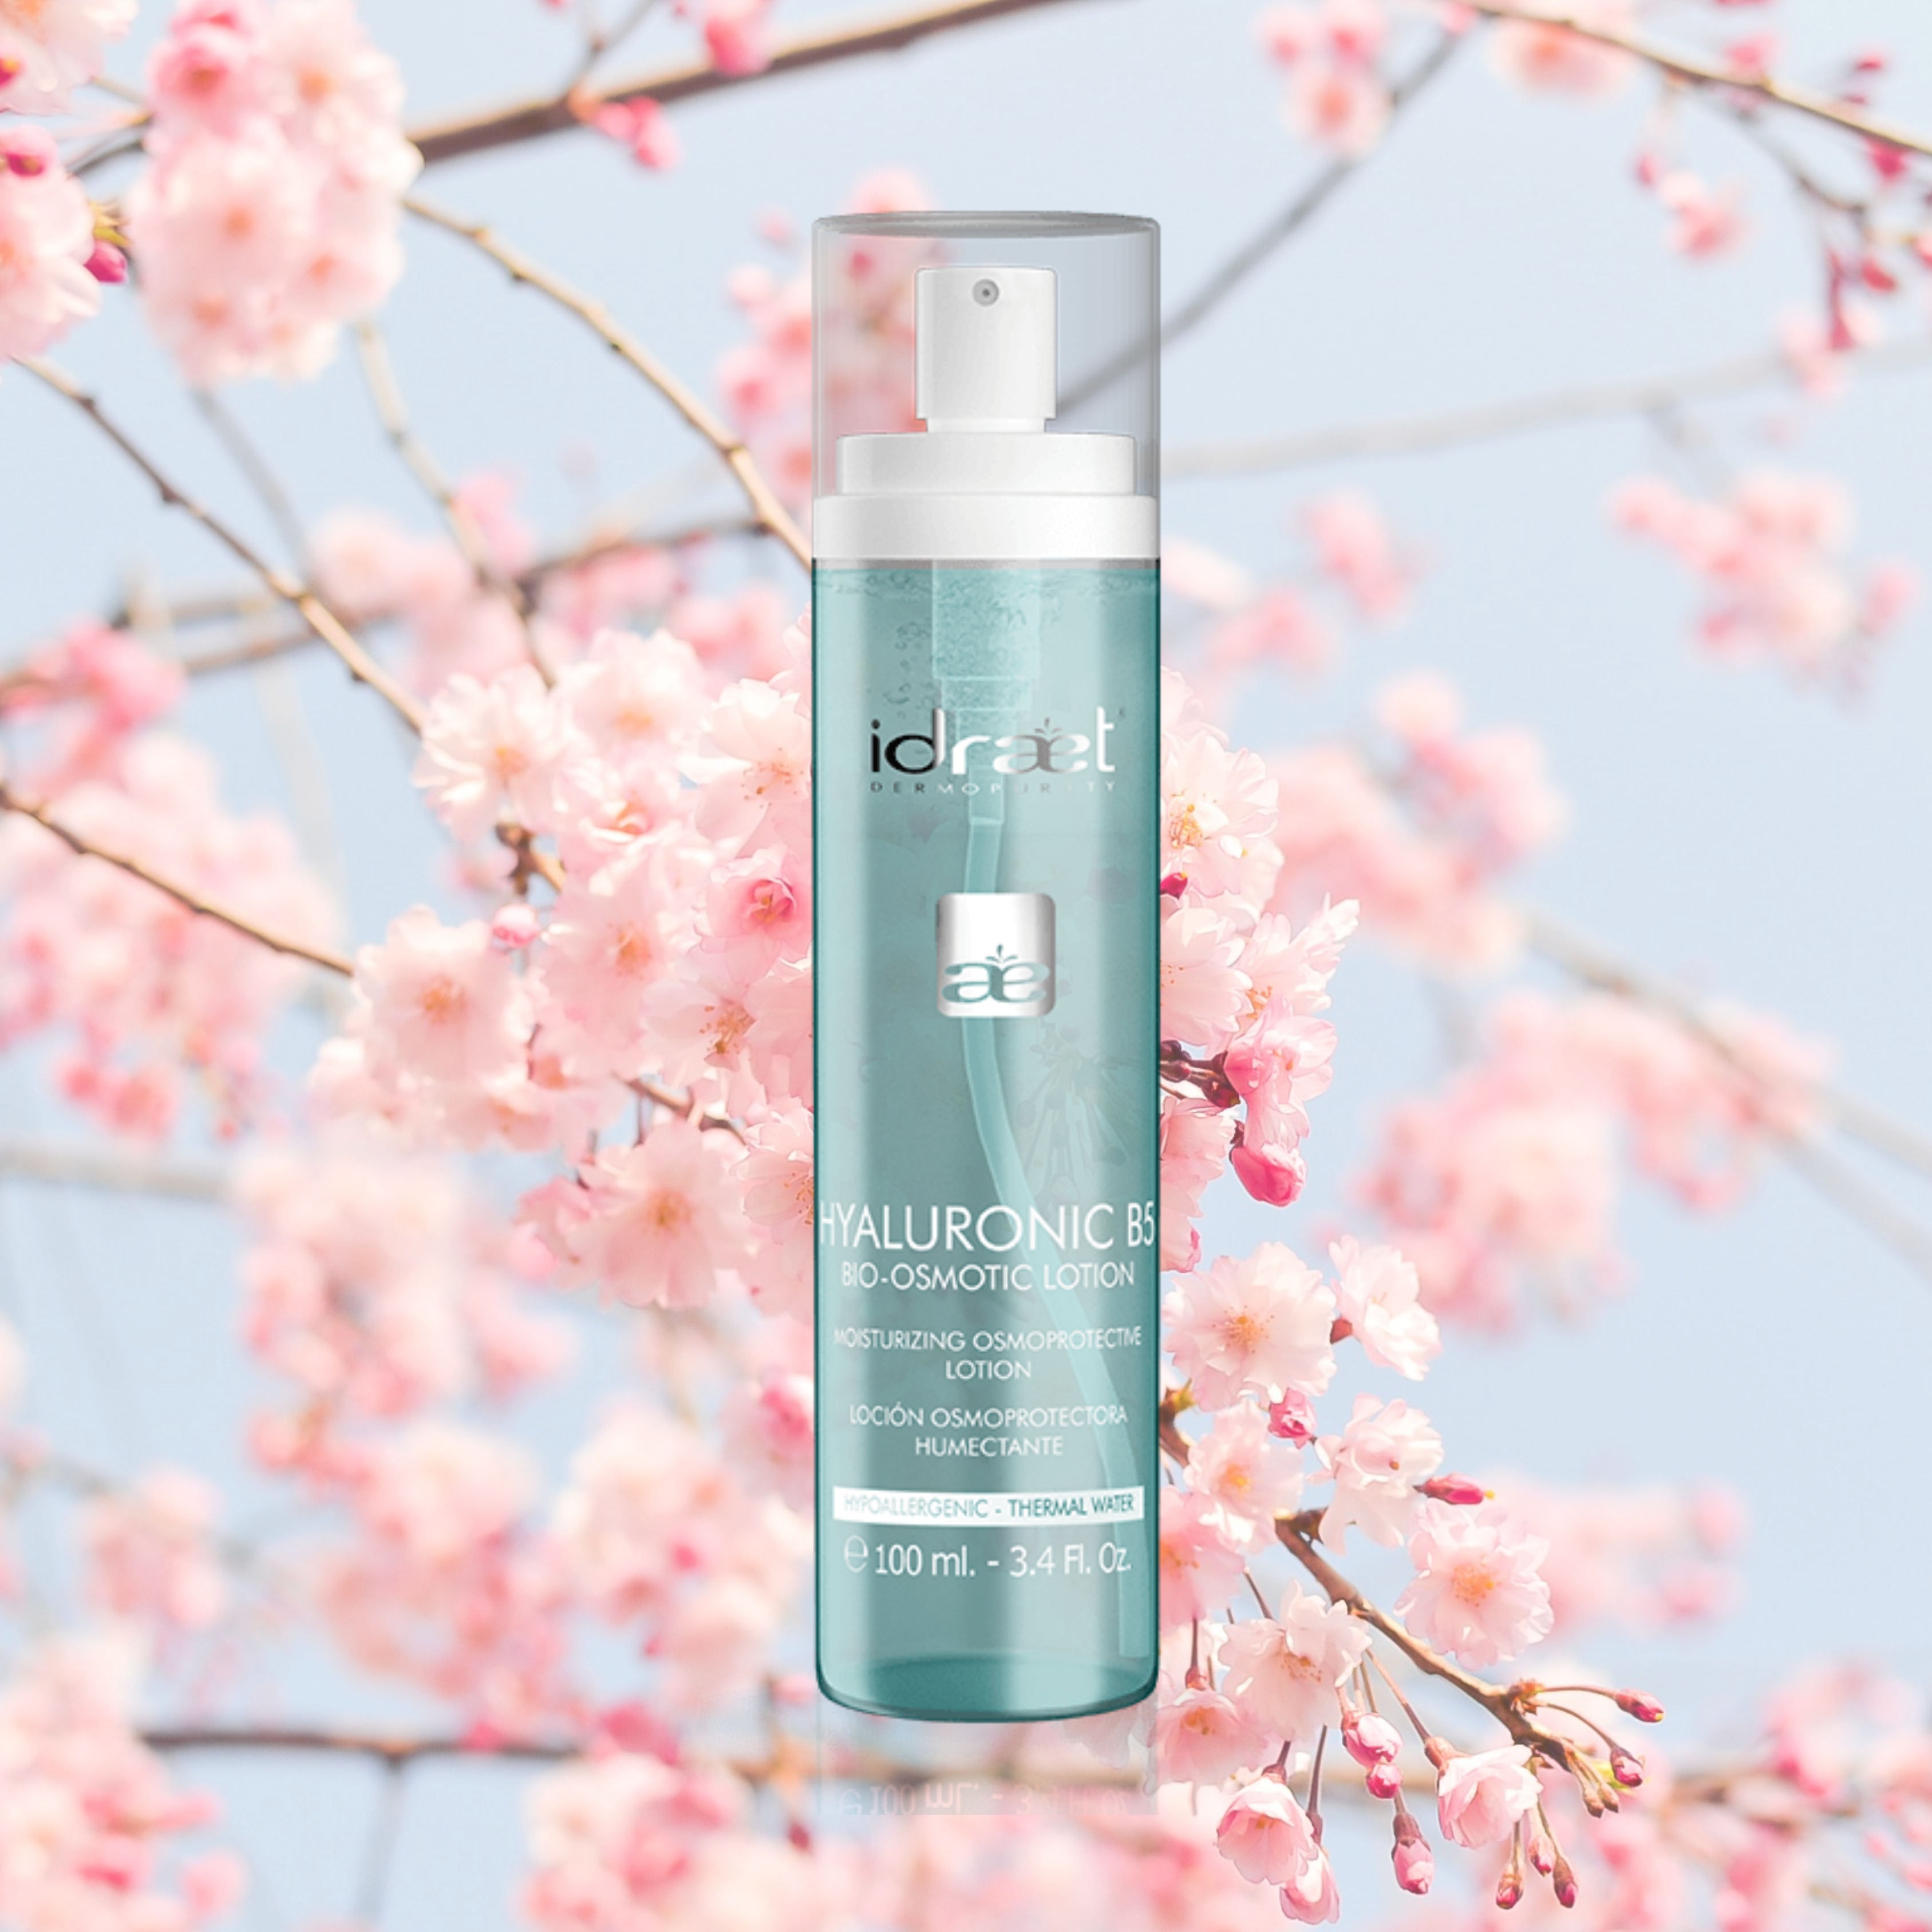 idraet
DERMOPURITY
ae
HYALURONIC B5
BIO-OSMOTIC LOTION
MOISTURIZING OSMOPROTECTIVE
LOTION
LOCIÓN OSMOPROTECTORA
HUMECTANTE
HYPOALLERGENIC - THERMAL WATER
℮ 100 ml. - 3.4 Fl. Oz.